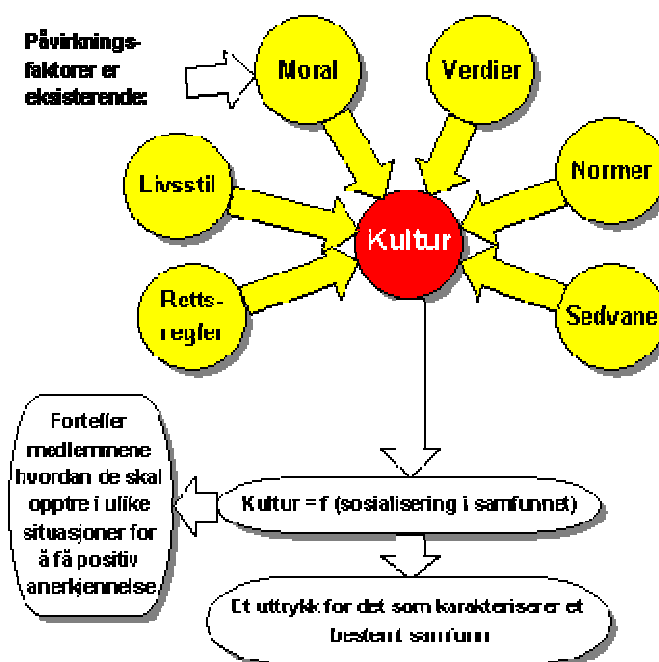 Påvirknings-
faktorer er
eksisterende:
Moral
Verdier
Livsstil
Normer
Kultur
Retts-
regler
Sedvane
Forteller
medlemmene
hvordan de skal
opptre i ulike
situasjoner for
å få positiv
anerkjennelse
Kultur =f (sosialisering i samfunnet)
Et uttrykk for det som karakteriserer et
bestemt samfunn